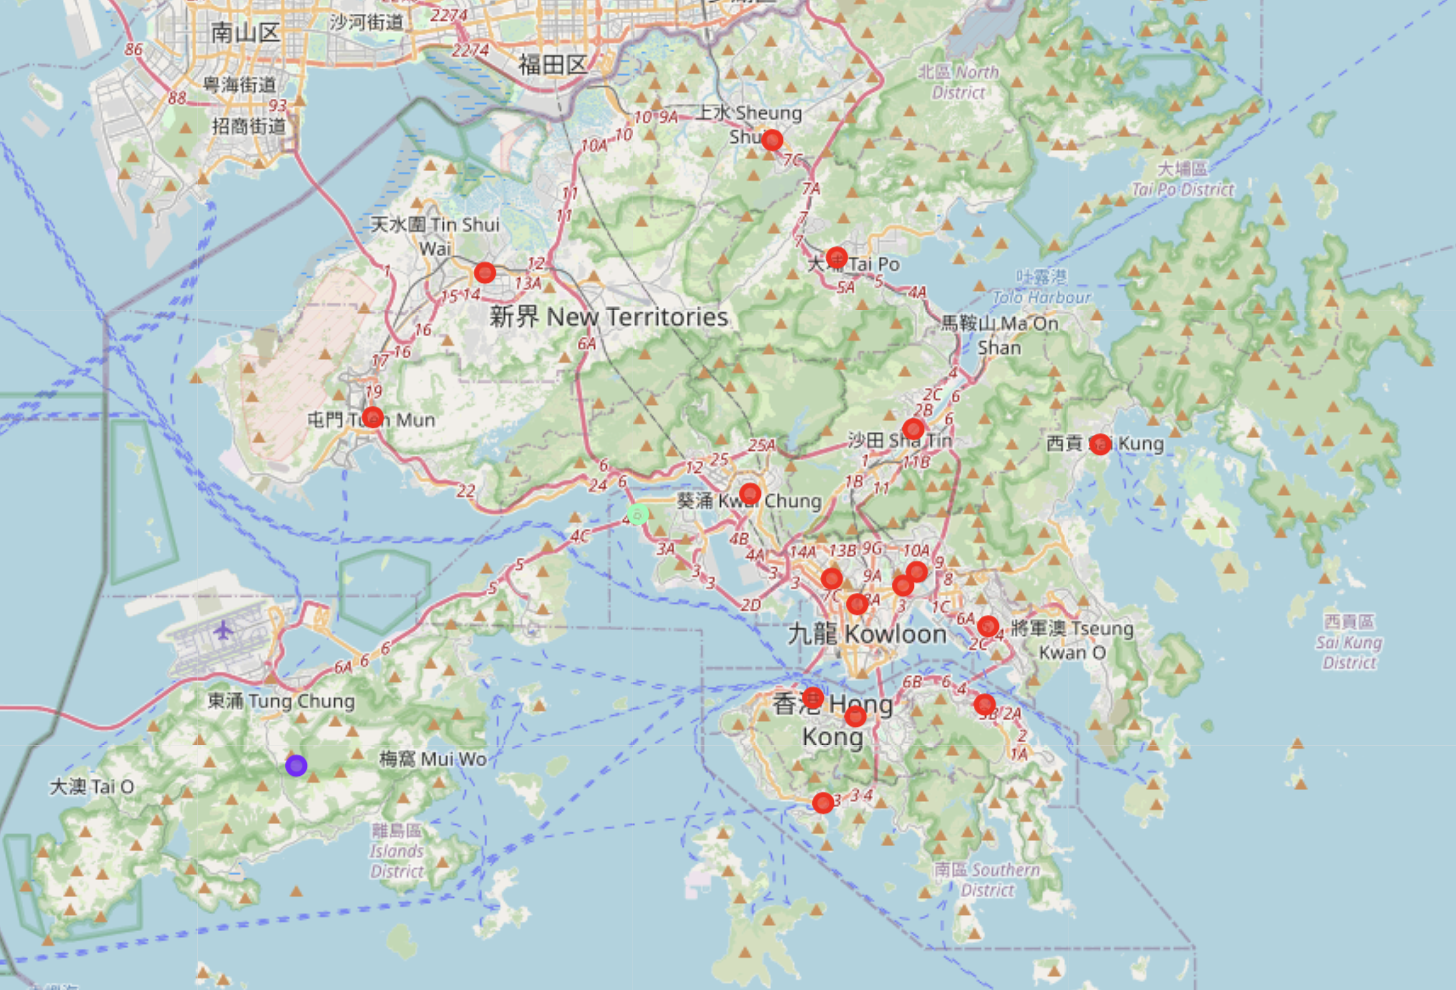 南山区
沙河街道
2274
2274
86
福田区
粤海街道
88
93
招商街道
北區 North
District
10
9A
上水 Sheung
Shui
10
10A
7C
大埔區
Tai Po District
7A
11
11
天水圍 Tin Shui
Wai
7
7
1
12
13A
大埔 Tai Po
5A
5
4A
吐露港
Tolo Harbour
15
14
新界 New Territories
馬鞍山 Ma On
Shan
16
16
6A
17
4
19
2C
6
2B
6
屯門 Tuen Mun
沙田 Sha Tin
西貢 Sai Kung
25A
25
12
6
6
24
22
1
11B
1B
11
葵涌 Kwai Chung
4C
3A
4B
4A
14A
13B
9G
10A
9
5
5
3
3
3
3
9A
8
7C
8A
3
1C
2D
6A
4
2C
九龍 Kowloon
將軍澳 Tseung
Kwan O
西貢區
Sai Kung
District
6A
6
6
東涌 Tung Chung
6B
6
4
香港 Hong
Kong
3B
2A
2
1A
梅窩 Mui Wo
大澳 Tai O
3
3
4
離島區
Islands
District
南區 Southern
District